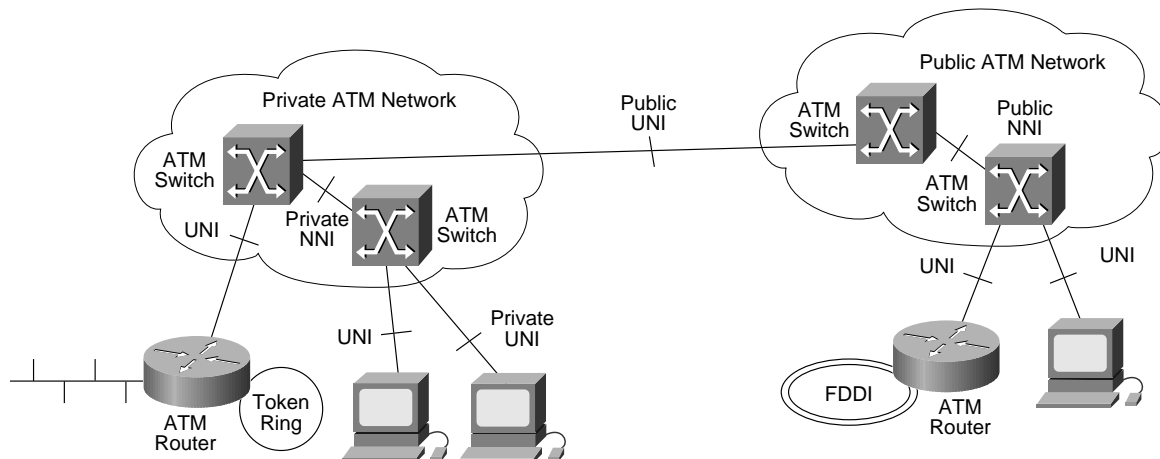 Private ATM Network
Public ATM Network
Public
UNI
ATM
Switch
Public
NNI
ATM
Switch
Private
NNI
ATM
Switch
ATM
Switch
UNI
UNI
UNI
UNI
Private
UNI
Token
Ring
ATM
Router
FDDI
ATM
Router